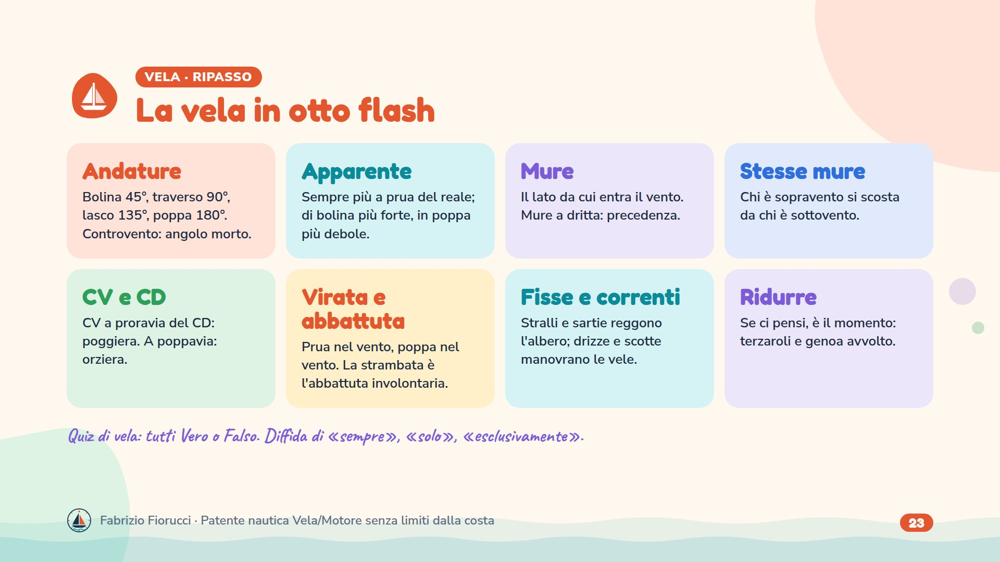 VELA · RIPASSO
La vela in otto flash
Andature
Bolina 45°, traverso 90°,
lasco 135°, poppa 180°.
Controvento: angolo morto.
Apparente
Sempre più a prua del reale;
di bolina più forte, in poppa
più debole.
Mure
Il lato da cui entra il vento.
Mure a dritta: precedenza.
Stesse mure
Chi è sopravento si scosta
da chi è sottovento.
CV e CD
CV a proravia del CD:
poggiera. A poppavia:
orziera.
Virata e
abbattuta
Prua nel vento, poppa nel
vento. La strambata è
l'abbattuta involontaria.
Fisse e correnti
Stralli e sartie reggono
l'albero; drizze e scotte
manovrano le vele.
Ridurre
Se ci pensi, è il momento:
terzaroli e genoa avvolto.
Quiz di vela: tutti Vero o Falso. Diffida di «sempre», «solo», «esclusivamente».
Fabrizio Fiorucci · Patente nautica Vela/Motore senza limiti dalla costa
23